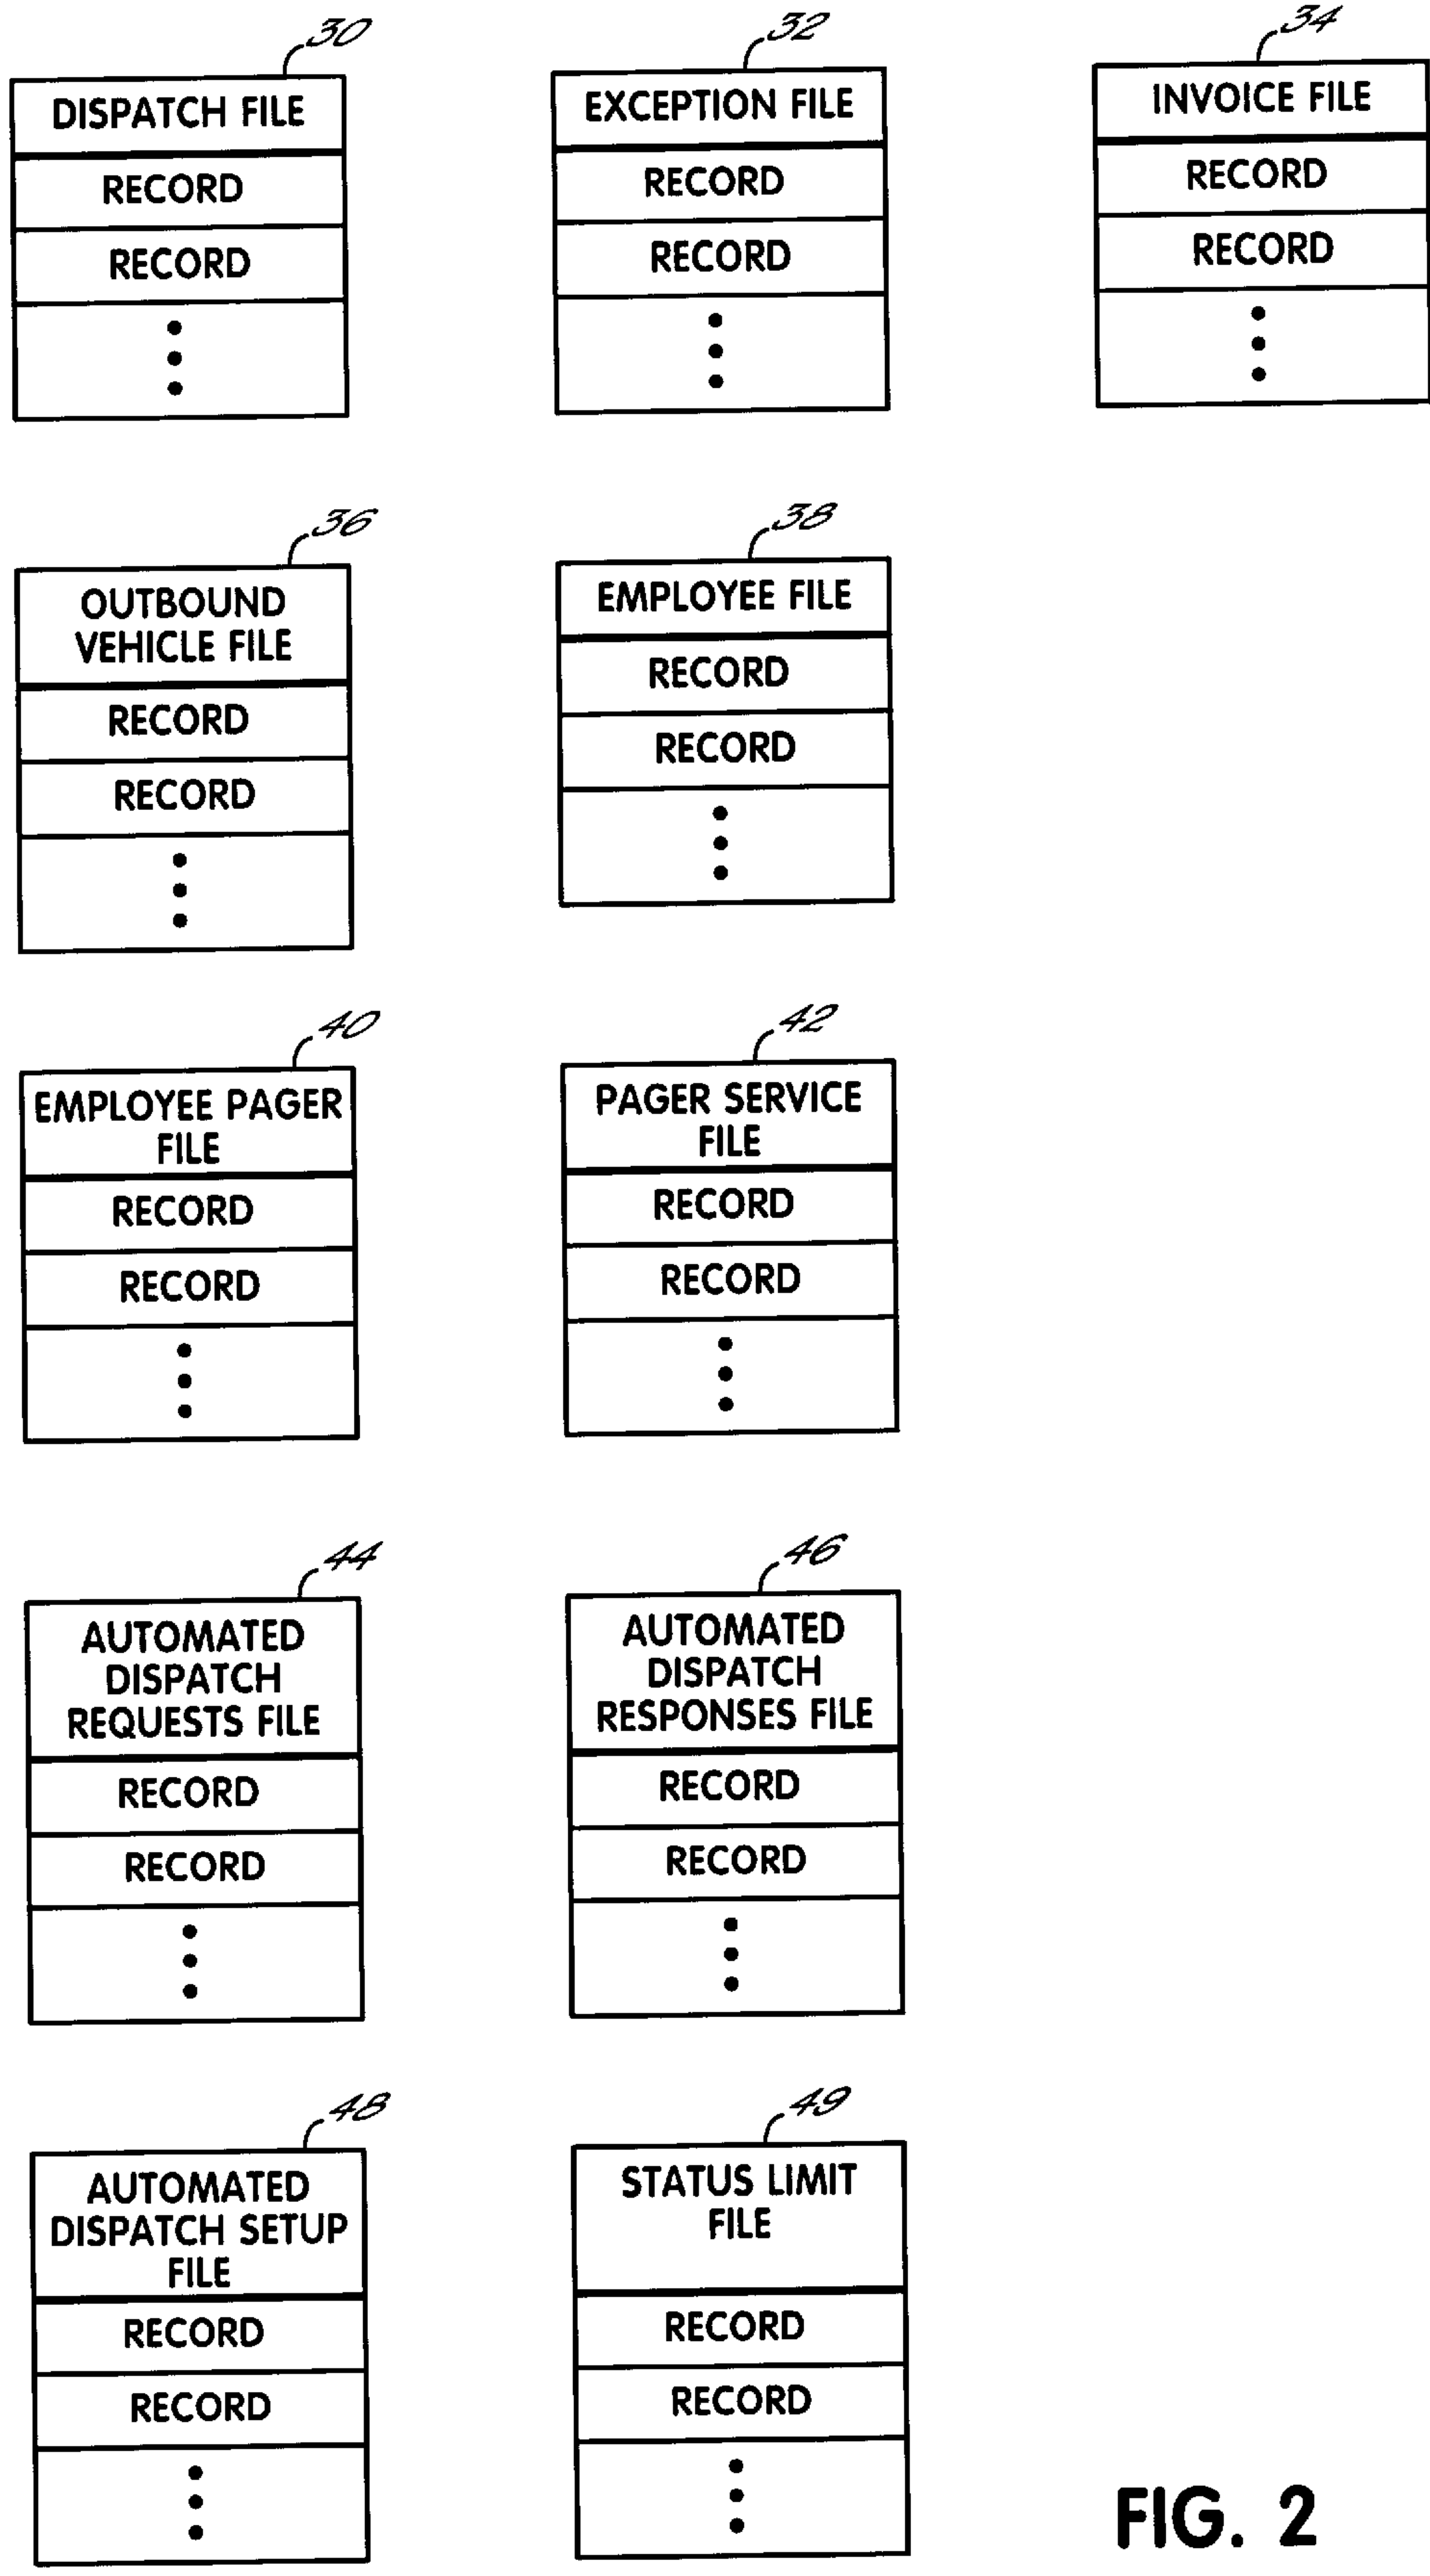 30
DISPATCH FILE
RECORD
RECORD
32
EXCEPTION FILE
RECORD
RECORD
34
INVOICE FILE
RECORD
RECORD
36
OUTBOUND
VEHICLE FILE
RECORD
RECORD
38
EMPLOYEE FILE
RECORD
RECORD
40
EMPLOYEE PAGER
FILE
RECORD
RECORD
42
PAGER SERVICE
FILE
RECORD
RECORD
44
AUTOMATED
DISPATCH
REQUESTS FILE
RECORD
RECORD
46
AUTOMATED
DISPATCH
RESPONSES FILE
RECORD
RECORD
48
AUTOMATED
DISPATCH SETUP
FILE
RECORD
RECORD
49
STATUS LIMIT
FILE
RECORD
RECORD
FIG. 2